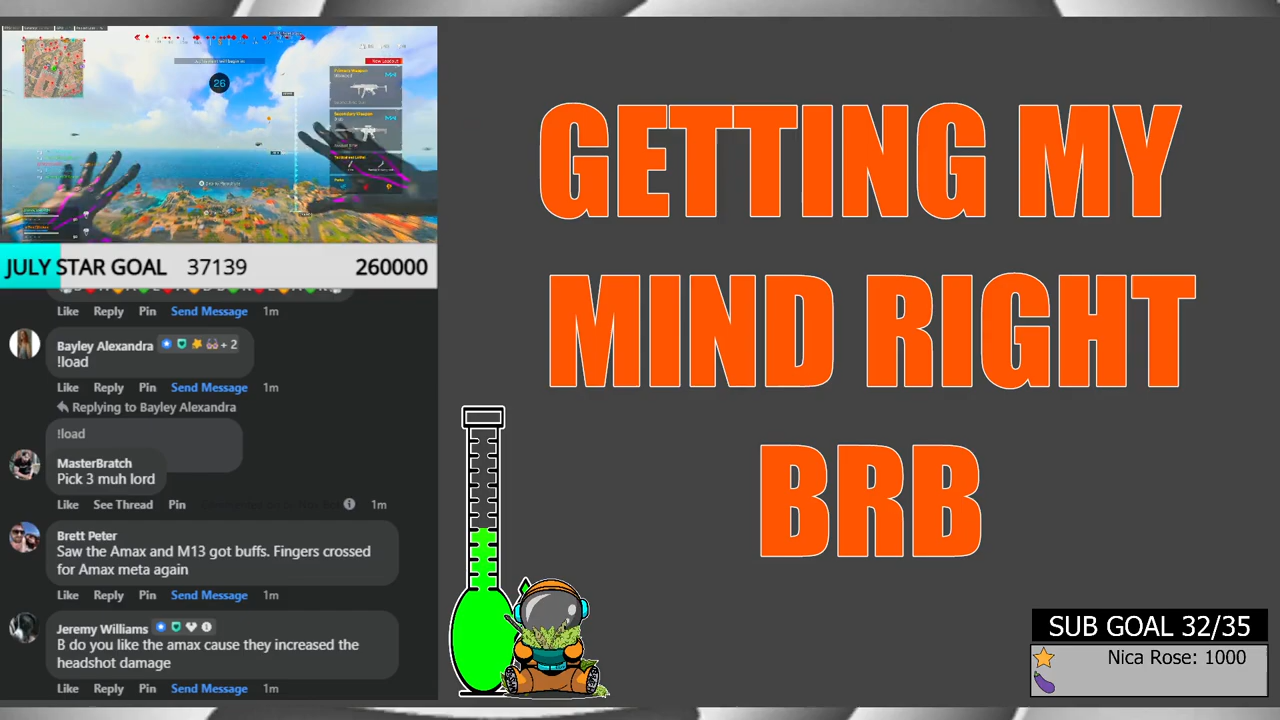 26
JULY STAR GOAL 37139 260000
Like Reply Pin Send Message 1m
Bayley Alexandra + 2
!load
Like Reply Pin Send Message 1m
Replying to Bayley Alexandra
!load
MasterBratch
Pick 3 muh lord
Like See Thread Pin 1m
Brett Peter
Saw the Amax and M13 got buffs. Fingers crossed
for Amax meta again
Like Reply Pin Send Message 1m
Jeremy Williams
B do you like the amax cause they increased the
headshot damage
Like Reply Pin Send Message 1m
GETTING MY
MIND RIGHT
BRB
SUB GOAL 32/35
Nica Rose: 1000